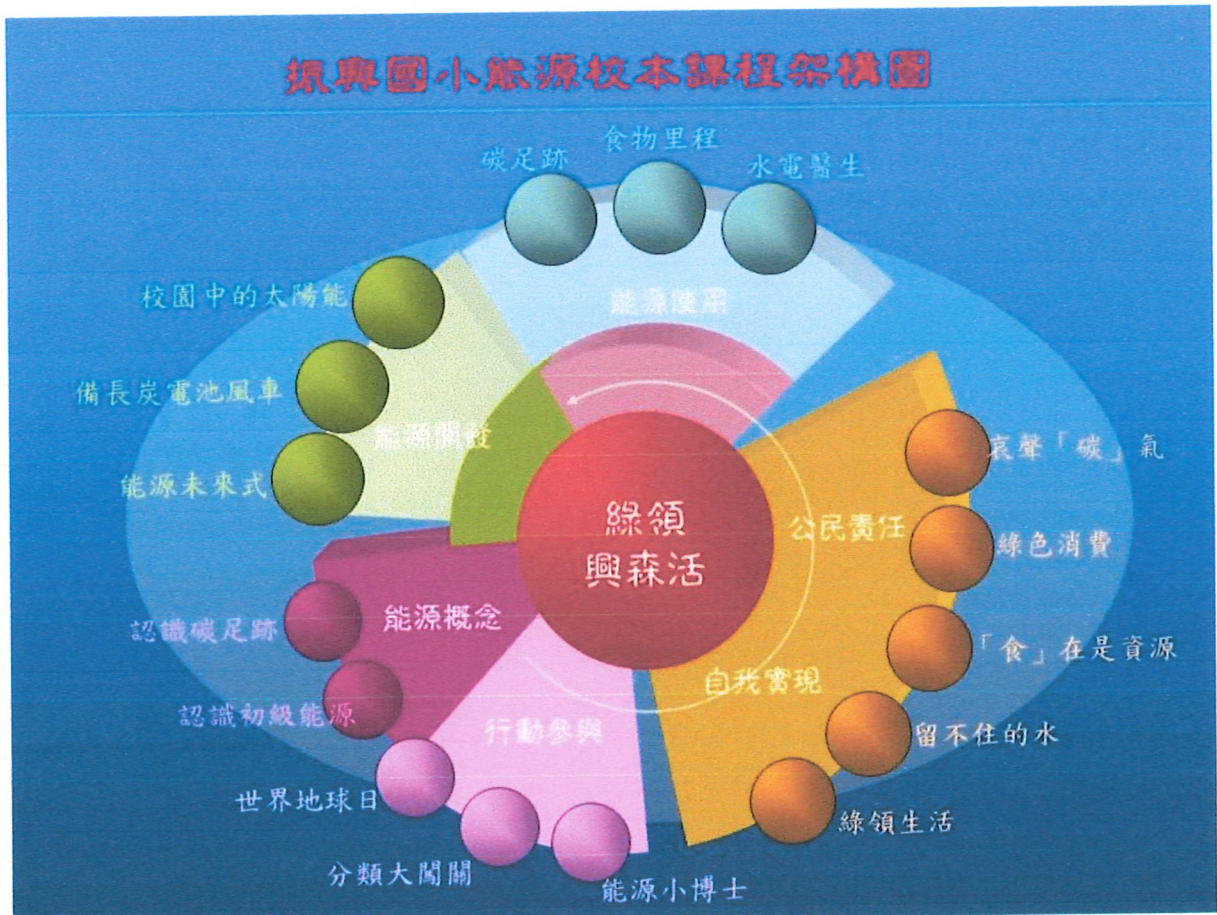 振興國小能源校本課程架構圖
碳足跡
食物里程
水電醫生
能源應用
校園中的太陽能
備長炭電池風車
能源未來式
能源開發
綠領
興森活
公民責任
自我實現
哀聲「碳」氣
綠色消費
「食」在是資源
留不住的水
綠領生活
能源概念
認識碳足跡
認識初級能源
行動參與
世界地球日
分類大闖關
能源小博士